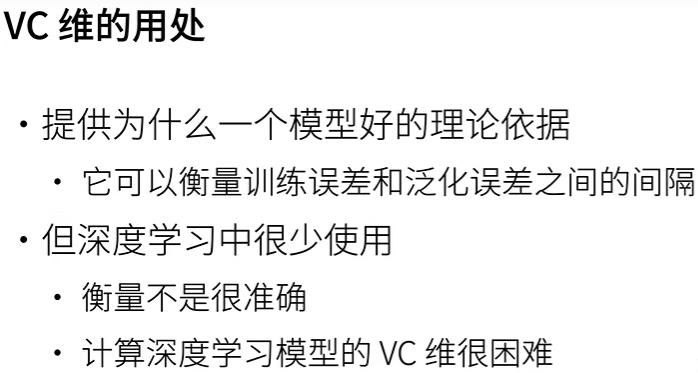 VC 维的用处
• 提供为什么一个模型好的理论依据
• 它可以衡量训练误差和泛化误差之间的间隔
• 但深度学习中很少使用
• 衡量不是很准确
• 计算深度学习模型的 VC 维很困难